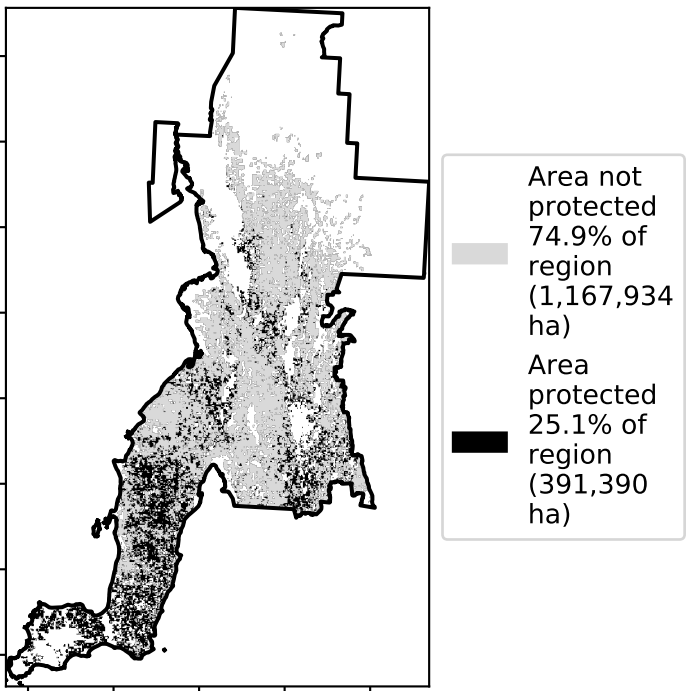 Area not
protected
74.9% of
region
(1,167,934
ha)
Area
protected
25.1% of
region
(391,390
ha)